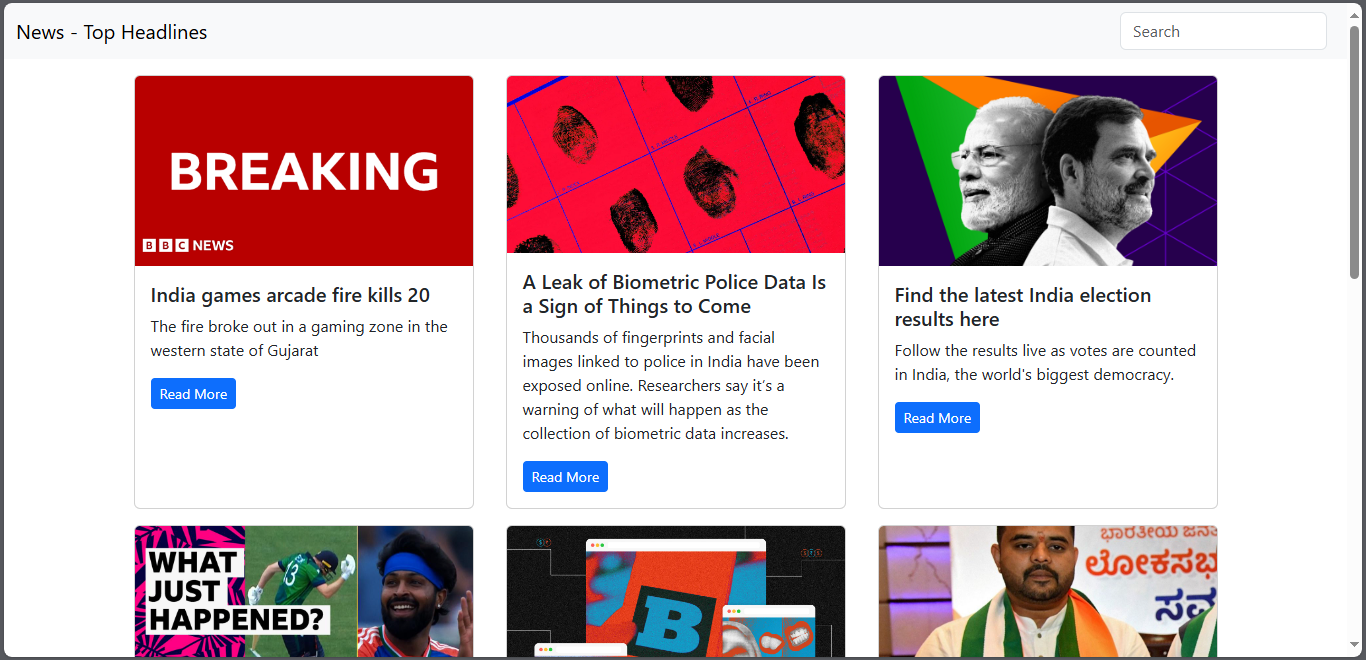 News - Top Headlines
Search
BREAKING
BBC NEWS
India games arcade fire kills 20
The fire broke out in a gaming zone in the
western state of Gujarat
Read More
A Leak of Biometric Police Data Is
a Sign of Things to Come
Thousands of fingerprints and facial
images linked to police in India have been
exposed online. Researchers say it’s a
warning of what will happen as the
collection of biometric data increases.
Read More
Find the latest India election
results here
Follow the results live as votes are counted
in India, the world's biggest democracy.
Read More
WHAT
JUST
HAPPENED?
13
B
ಭಾರತೀಯ ಜನತ
ಲೋಕಸಭ
ಸವ